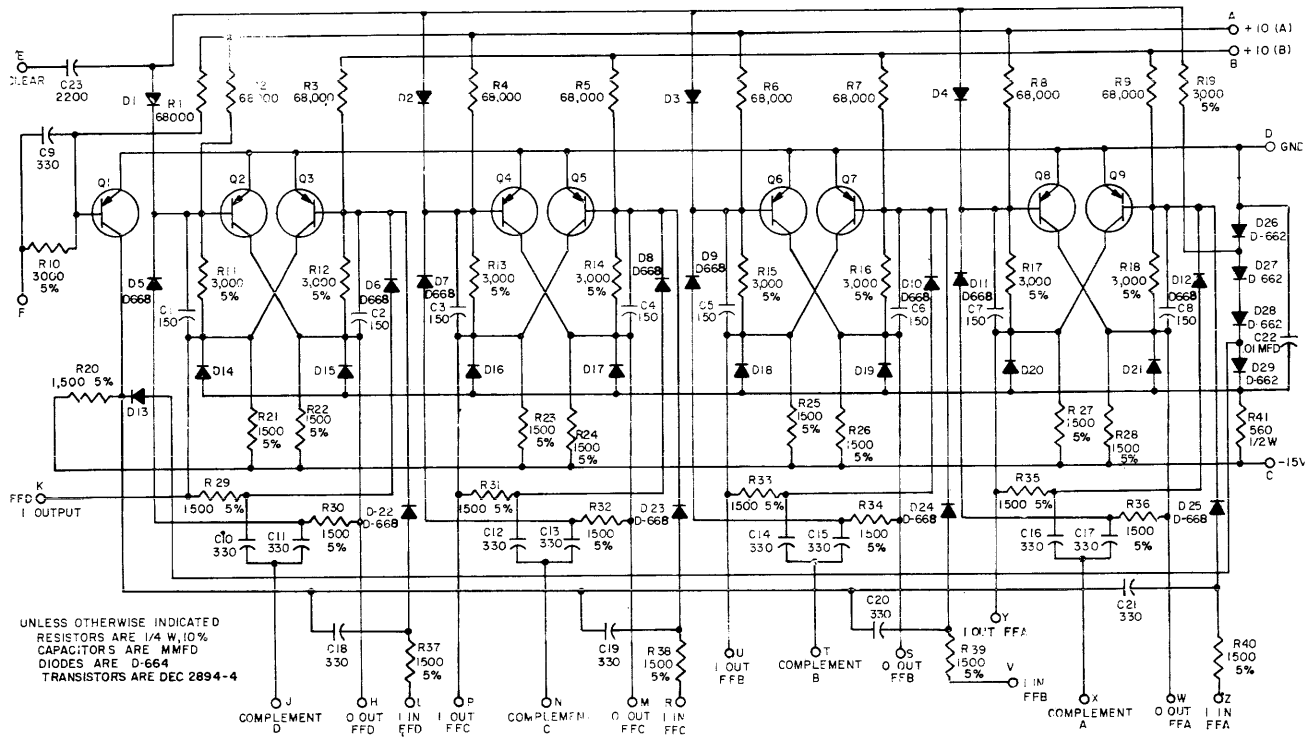 A
+10 (A)
+10 (B)
B
E
CLEAR
C23
2200
D1
R1
68000
68,000
R3
68,000
D2
R4
68,000
R5
68,000
D3
R6
68,000
R7
68,000
D4
R8
68,000
R9
68,000
R19
3,000
5%
C9
330
D
GND
Q1
Q2
Q3
Q4
Q5
Q6
Q7
Q8
Q9
R10
3000
5%
F
D5
D668
R11
3,000
5%
R12
3,000
5%
D6
D668
D7
D668
R13
3,000
5%
R14
3,000
5%
D8
D668
D9
D668
R15
3,000
5%
R16
3,000
5%
D10
D668
D11
D668
R17
3,000
5%
R18
3,000
5%
D12
D668
D26
D-662
D27
D-662
D28
D-662
C22
.01 MFD
D29
D-662
C1
150
C2
150
C3
150
C4
150
C5
150
C6
150
C7
150
C8
150
R20
1,500 5%
D13
D14
D15
D16
D17
D18
D19
D20
D21
R21
1500
5%
R22
1500
5%
R23
1500
5%
R24
1500
5%
R25
1500
5%
R26
1500
5%
R27
1500
5%
R28
1500
5%
R41
560
1/2W
-15V
C
K
FFD
1 OUTPUT
R29
1500 5%
R30
1500
5%
D-22
D-668
R31
1500 5%
R32
1500
5%
D23
D-668
R33
1500 5%
R34
1500
5%
D24
D-668
R35
1500 5%
R36
1500
5%
D25
D-668
C10
330
C11
330
C12
330
C13
330
C14
330
C15
330
C16
330
C17
330
UNLESS OTHERWISE INDICATED
RESISTORS ARE 1/4 W, 10%
CAPACITORS ARE MMFD
DIODES ARE D-664
TRANSISTORS ARE DEC 2894-4
C18
330
R37
1500
5%
C19
330
R38
1500
5%
C20
330
R39
1500
5%
C21
330
R40
1500
5%
J
COMPLEMENT
D
H
0 OUT
FFD
L
1 IN
FFD
P
1 OUT
FFC
N
COMPLEMENT
C
M
0 OUT
FFC
R
1 IN
FFC
U
1 OUT
FFB
T
COMPLEMENT
B
S
0 OUT
FFB
V
1 IN
FFB
Y
1 OUT FFA
X
COMPLEMENT
A
W
0 OUT
FFA
Z
1 IN
FFA